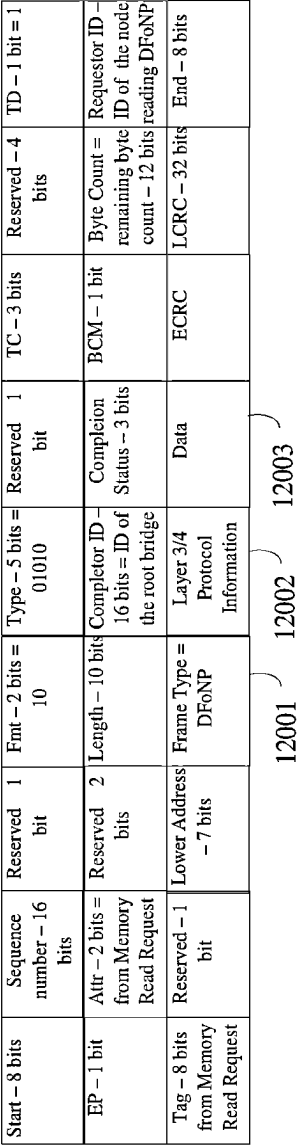 Start – 8 bits
Sequence
number – 16
bits
Reserved 1
bit
Fmt – 2 bits =
10
Type – 5 bits =
01010
Reserved 1
bit
TC – 3 bits
Reserved – 4
bits
TD – 1 bit = 1
EP – 1 bit
Attr – 2 bits =
from Memory
Read Request
Reserved 2
bits
Length – 10 bits
Completor ID –
16 bits = ID of
the root bridge
Compleion
Status – 3 bits
BCM – 1 bit
Byte Count =
remaining byte
count – 12 bits
Requestor ID –
ID of the node
reading DFoNP
Tag – 8 bits
from Memory
Read Request
Reserved – 1
bit
Lower Address
– 7 bits
Frame Type =
DFoNP
Layer 3/4
Protocol
Information
Data
ECRC
LCRC – 32 bits
End – 8 bits
12001
12002
12003